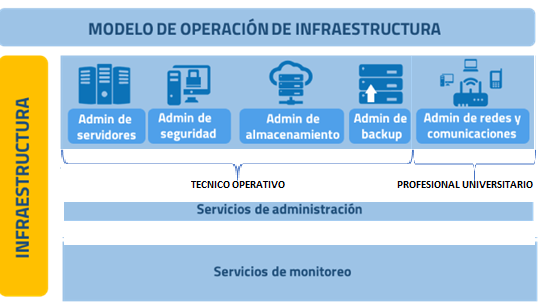 MODELO DE OPERACIÓN DE INFRAESTRUCTURA
INFRAESTRUCTURA
Admin de
servidores
Admin de
seguridad
Admin de
almacenamiento
Admin de
backup
Admin de redes y
comunicaciones
TECNICO OPERATIVO
PROFESIONAL UNIVERSITARIO
Servicios de administración
Servicios de monitoreo